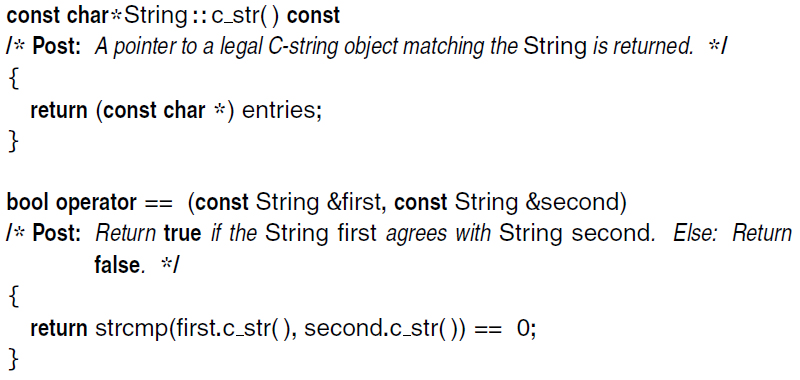 const char*String::c_str( ) const
/* Post: A pointer to a legal C-string object matching the String is returned. */
{
return (const char *) entries;
}
bool operator == (const String &first, const String &second)
/* Post: Return true if the String first agrees with String second. Else: Return
false. */
{
return strcmp(first.c_str( ), second.c_str( )) == 0;
}